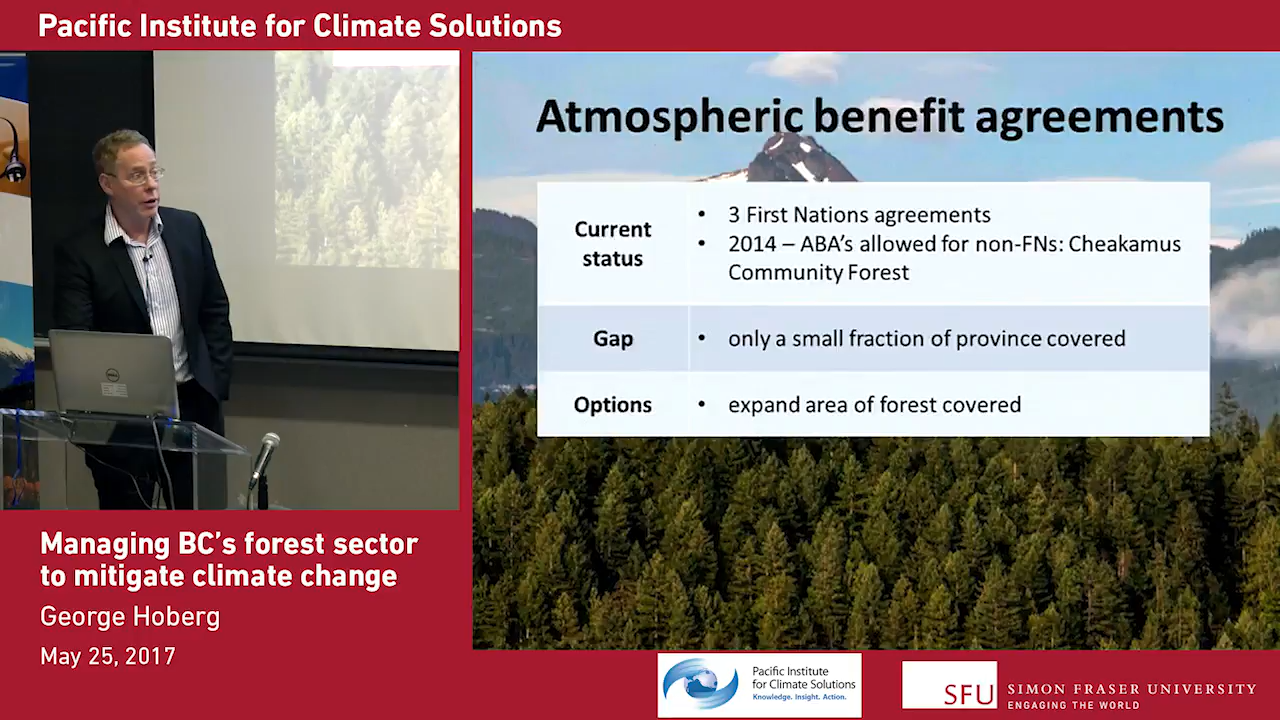 Pacific Institute for Climate Solutions
Atmospheric benefit agreements
Current
status
• 3 First Nations agreements
• 2014 – ABA's allowed for non-FNs: Cheakamus
Community Forest
Gap
• only a small fraction of province covered
Options
• expand area of forest covered
DELL
Managing BC's forest sector
to mitigate climate change
George Hoberg
May 25, 2017
Pacific Institute
for Climate Solutions
Knowledge. Insight. Action.
SFU
SIMON FRASER UNIVERSITY
ENGAGING THE WORLD